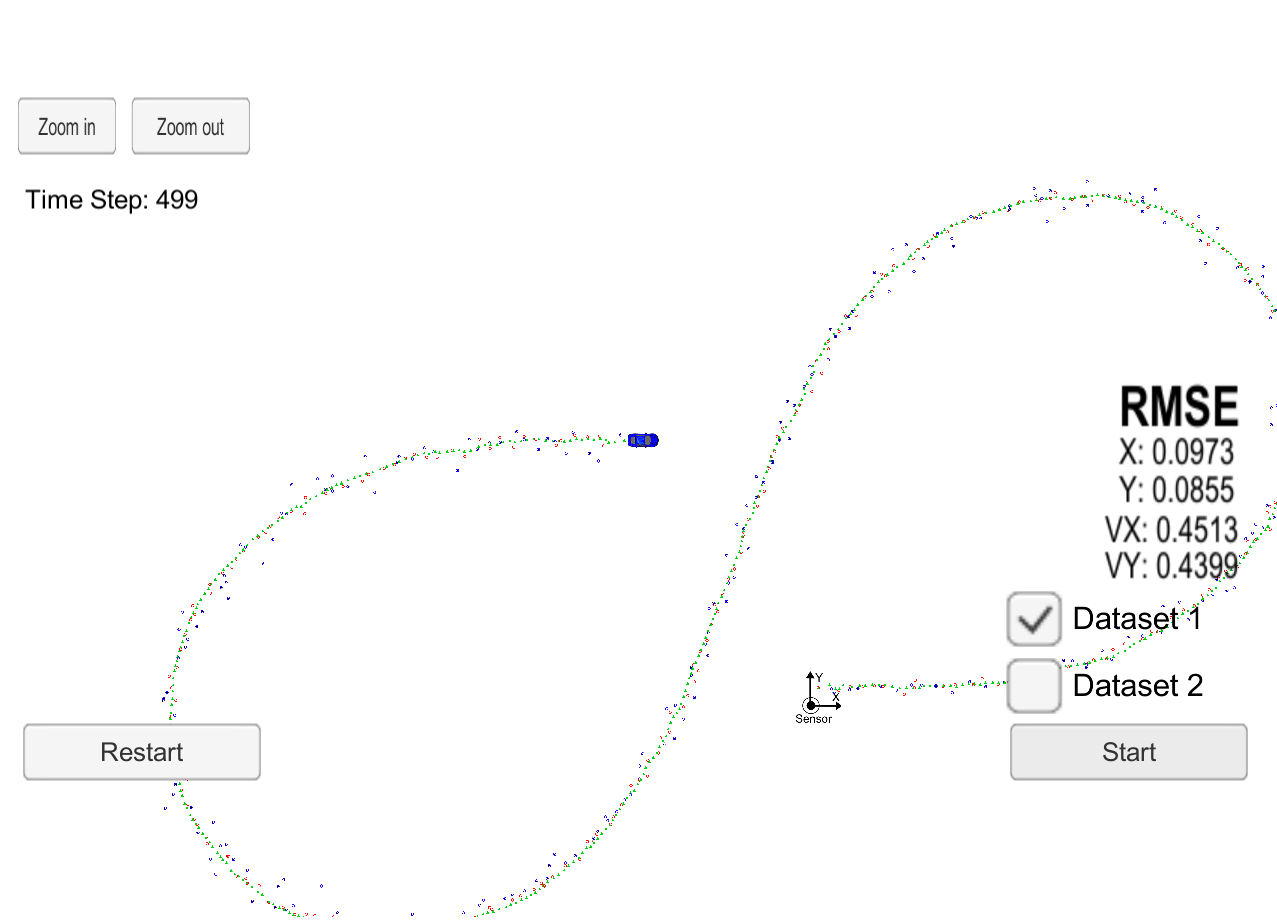 Zoom in
Zoom out
Time Step: 499
RMSE
X: 0.0973
Y: 0.0855
VX: 0.4513
VY: 0.4399
Dataset 1
Dataset 2
Y
X
Sensor
Restart
Start